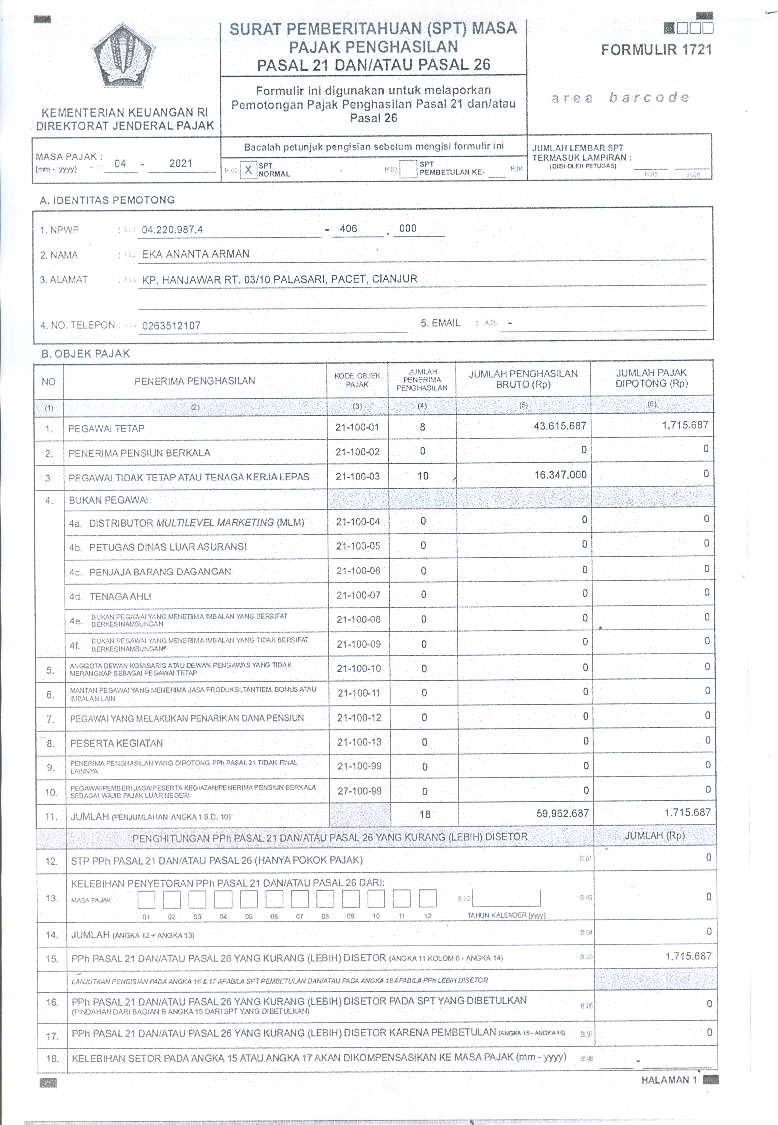 SURAT PEMBERITAHUAN (SPT) MASA
PAJAK PENGHASILAN
PASAL 21 DAN/ATAU PASAL 26
FORMULIR 1721
Formulir ini digunakan untuk melaporkan
Pemotongan Pajak Penghasilan Pasal 21 dan/atau
Pasal 26
area barcode
KEMENTERIAN KEUANGAN RI
DIREKTORAT JENDERAL PAJAK
MASA PAJAK :
[mm - yyyy] 04 - 2021
Bacalah petunjuk pengisian sebelum mengisi formulir ini
X SPT NORMAL
SPT PEMBETULAN KE-
JUMLAH LEMBAR SPT
TERMASUK LAMPIRAN :
(DIISI OLEH PETUGAS)
A. IDENTITAS PEMOTONG
1. NPWP : 04.220.987.4 - 406 . 000
2. NAMA : EKA ANANTA ARMAN
3. ALAMAT : KP. HANJAWAR RT. 03/10 PALASARI, PACET, CIANJUR
4. NO. TELEPON : 0263512107 5. EMAIL : -
B. OBJEK PAJAK
NO PENERIMA PENGHASILAN KODE OBJEK PAJAK JUMLAH PENERIMA PENGHASILAN JUMLAH PENGHASILAN BRUTO (Rp) JUMLAH PAJAK DIPOTONG (Rp)
(1) (2) (3) (4) (5) (6)
1. PEGAWAI TETAP 21-100-01 8 43.615.687 1.715.687
2. PENERIMA PENSIUN BERKALA 21-100-02 0 0 0
3. PEGAWAI TIDAK TETAP ATAU TENAGA KERJA LEPAS 21-100-03 10 16.347.000 0
4. BUKAN PEGAWAI:
4a. DISTRIBUTOR MULTILEVEL MARKETING (MLM) 21-100-04 0 0 0
4b. PETUGAS DINAS LUAR ASURANSI 21-100-05 0 0 0
4c. PENJAJA BARANG DAGANGAN 21-100-06 0 0 0
4d. TENAGA AHLI 21-100-07 0 0 0
4e. BUKAN PEGAWAI YANG MENERIMA IMBALAN YANG BERSIFAT BERKESINAMBUNGAN 21-100-08 0 0 0
4f. BUKAN PEGAWAI YANG MENERIMA IMBALAN YANG TIDAK BERSIFAT BERKESINAMBUNGAN 21-100-09 0 0 0
5. ANGGOTA DEWAN KOMISARIS ATAU DEWAN PENGAWAS YANG TIDAK MERANGKAP SEBAGAI PEGAWAI TETAP 21-100-10 0 0 0
6. MANTAN PEGAWAI YANG MENERIMA JASA PRODUKSI, TANTIEM, BONUS ATAU IMBALAN LAIN 21-100-11 0 0 0
7. PEGAWAI YANG MELAKUKAN PENARIKAN DANA PENSIUN 21-100-12 0 0 0
8. PESERTA KEGIATAN 21-100-13 0 0 0
9. PENERIMA PENGHASILAN YANG DIPOTONG PPh PASAL 21 TIDAK FINAL LAINNYA 21-100-99 0 0 0
10. PEGAWAI/PEMBERI JASA/PESERTA KEGIATAN/PENERIMA PENSIUN BERKALA SEBAGAI WAJIB PAJAK LUAR NEGERI 27-100-99 0 0 0
11. JUMLAH (PENJUMLAHAN ANGKA 1 S.D. 10) 18 59.962.687 1.715.687
PENGHITUNGAN PPh PASAL 21 DAN/ATAU PASAL 26 YANG KURANG (LEBIH) DISETOR JUMLAH (Rp)
12. STP PPh PASAL 21 DAN/ATAU PASAL 26 (HANYA POKOK PAJAK) 0
13. KELEBIHAN PENYETORAN PPh PASAL 21 DAN/ATAU PASAL 26 DARI:
MASA PAJAK : 0
01 02 03 04 05 06 07 08 09 10 11 12 TAHUN KALENDER [yyyy]
14. JUMLAH (ANGKA 12 + ANGKA 13) 0
15. PPh PASAL 21 DAN/ATAU PASAL 26 YANG KURANG (LEBIH) DISETOR (ANGKA 11 KOLOM 6 - ANGKA 14) 1.715.687
LANJUTKAN PENGISIAN PADA ANGKA 16 & 17 APABILA SPT PEMBETULAN DAN/ATAU PADA ANGKA 18 APABILA PPh LEBIH DISETOR
16. PPh PASAL 21 DAN/ATAU PASAL 26 YANG KURANG (LEBIH) DISETOR PADA SPT YANG DIBETULKAN 0
(PINDAHAN DARI BAGIAN B ANGKA 15 DARI SPT YANG DIBETULKAN)
17. PPh PASAL 21 DAN/ATAU PASAL 26 YANG KURANG (LEBIH) DISETOR KARENA PEMBETULAN (ANGKA 15 - ANGKA 16) 0
18. KELEBIHAN SETOR PADA ANGKA 15 ATAU ANGKA 17 AKAN DIKOMPENSASIKAN KE MASA PAJAK (mm - yyyy) -
HALAMAN 1